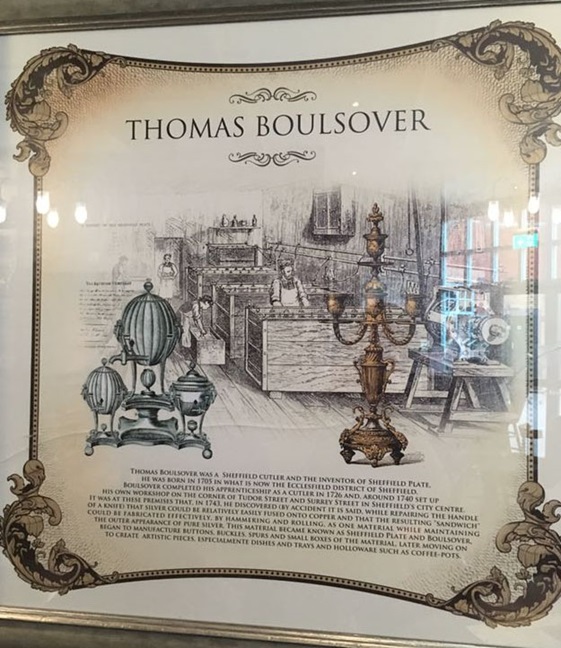 THOMAS BOULSOVER
THOMAS BOULSOVER WAS A SHEFFIELD CUTLER AND THE INVENTOR OF SHEFFIELD PLATE.
HE WAS BORN IN 1705 IN WHAT IS NOW THE ECCLESFIELD DISTRICT OF SHEFFIELD.
BOULSOVER COMPLETED HIS APPRENTICESHIP AS A CUTLER IN 1726 AND, AROUND 1740 SET UP
HIS OWN WORKSHOP ON THE CORNER OF TUDOR STREET AND SURREY STREET IN SHEFFIELD'S CITY CENTRE.
IT WAS AT THESE PREMISES THAT, IN 1743, HE DISCOVERED (BY ACCIDENT IT IS SAID, WHILE REPAIRING THE HANDLE
OF A KNIFE) THAT SILVER COULD BE RELATIVELY EASILY FUSED ONTO COPPER AND THAT THE RESULTING "SANDWICH"
COULD BE FABRICATED EFFECTIVELY, BY HAMMERING AND ROLLING, AS ONE MATERIAL WHILE MAINTAINING
THE OUTER APPEARANCE OF PURE SILVER. THIS MATERIAL BECAME KNOWN AS SHEFFIELD PLATE AND BOULSOVER,
BEGAN TO MANUFACTURE BUTTONS, BUCKLES, SPURS AND SMALL BOXES OF THE MATERIAL, LATER MOVING ON
TO CREATE ARTISTIC PIECES, ESPECIALMENTE DISHES AND TRAYS AND HOLLOWARE SUCH AS COFFEE-POTS.